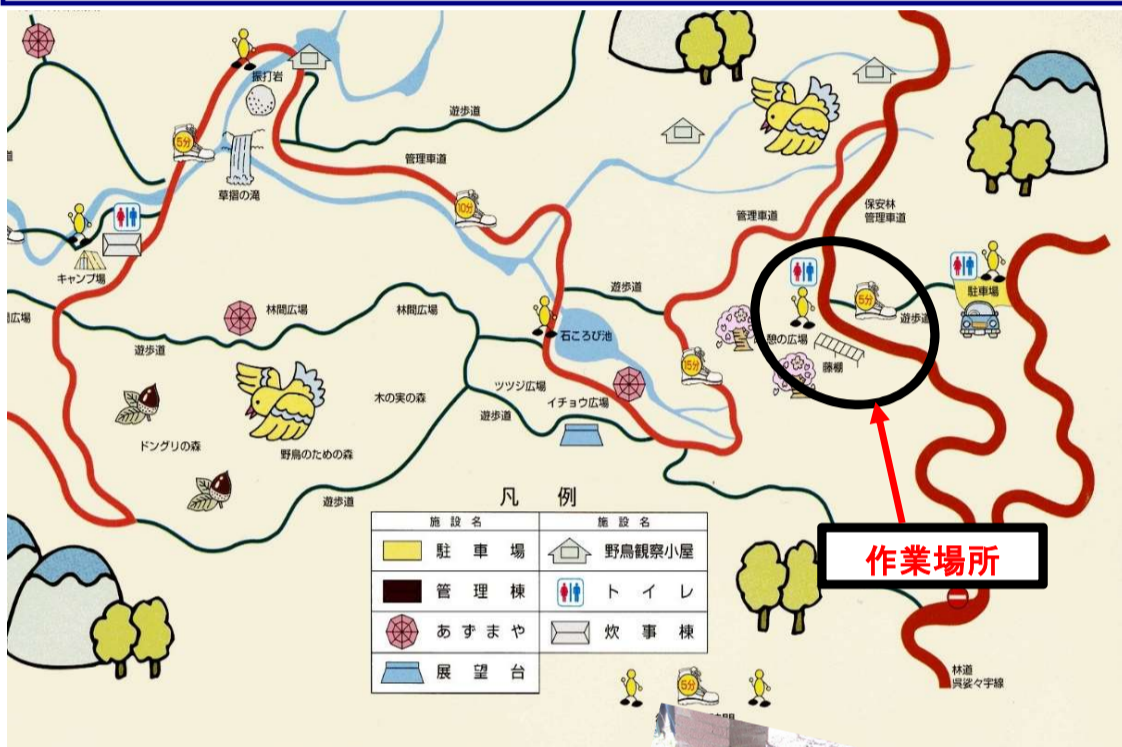 振打岩
遊歩道
5分
管理車道
草摺の滝
10分
キャンプ場
管理車道
保安林
管理車道
遊歩道
5分
駐車場
遊歩道
憩の広場
藤棚
林間広場
林間広場
広場
遊歩道
石ころび池
15分
ツツジ広場
イチョウ広場
木の実の森
遊歩道
ドングリの森
野鳥のための森
遊歩道
作業場所
凡 例
施設名 施設名
駐車場 野鳥観察小屋
管理棟 トイレ
あずまや 炊事棟
展望台
5分
林道
呉娑々宇線